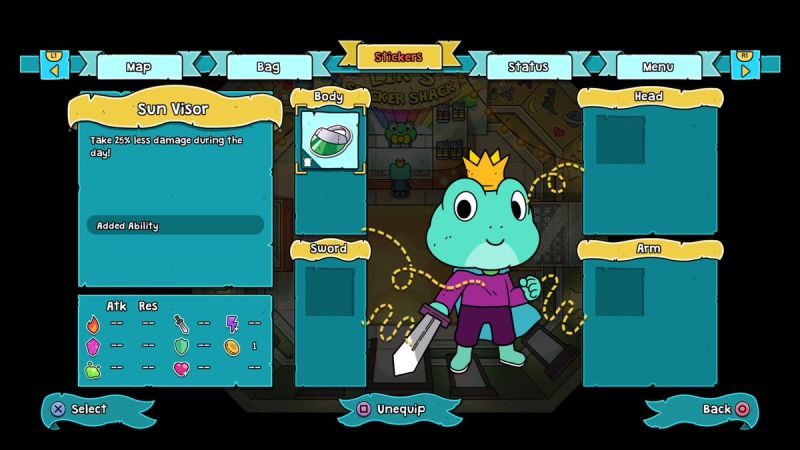 L1
Map
Bag
Stickers
Status
Menu
R1
Sun Visor
Take 25% less damage during the
day!
Added Ability
Atk Res
-- -- -- --
-- -- -- 1
-- -- -- --
Body
Sword
Head
Arm
Select
Unequip
Back